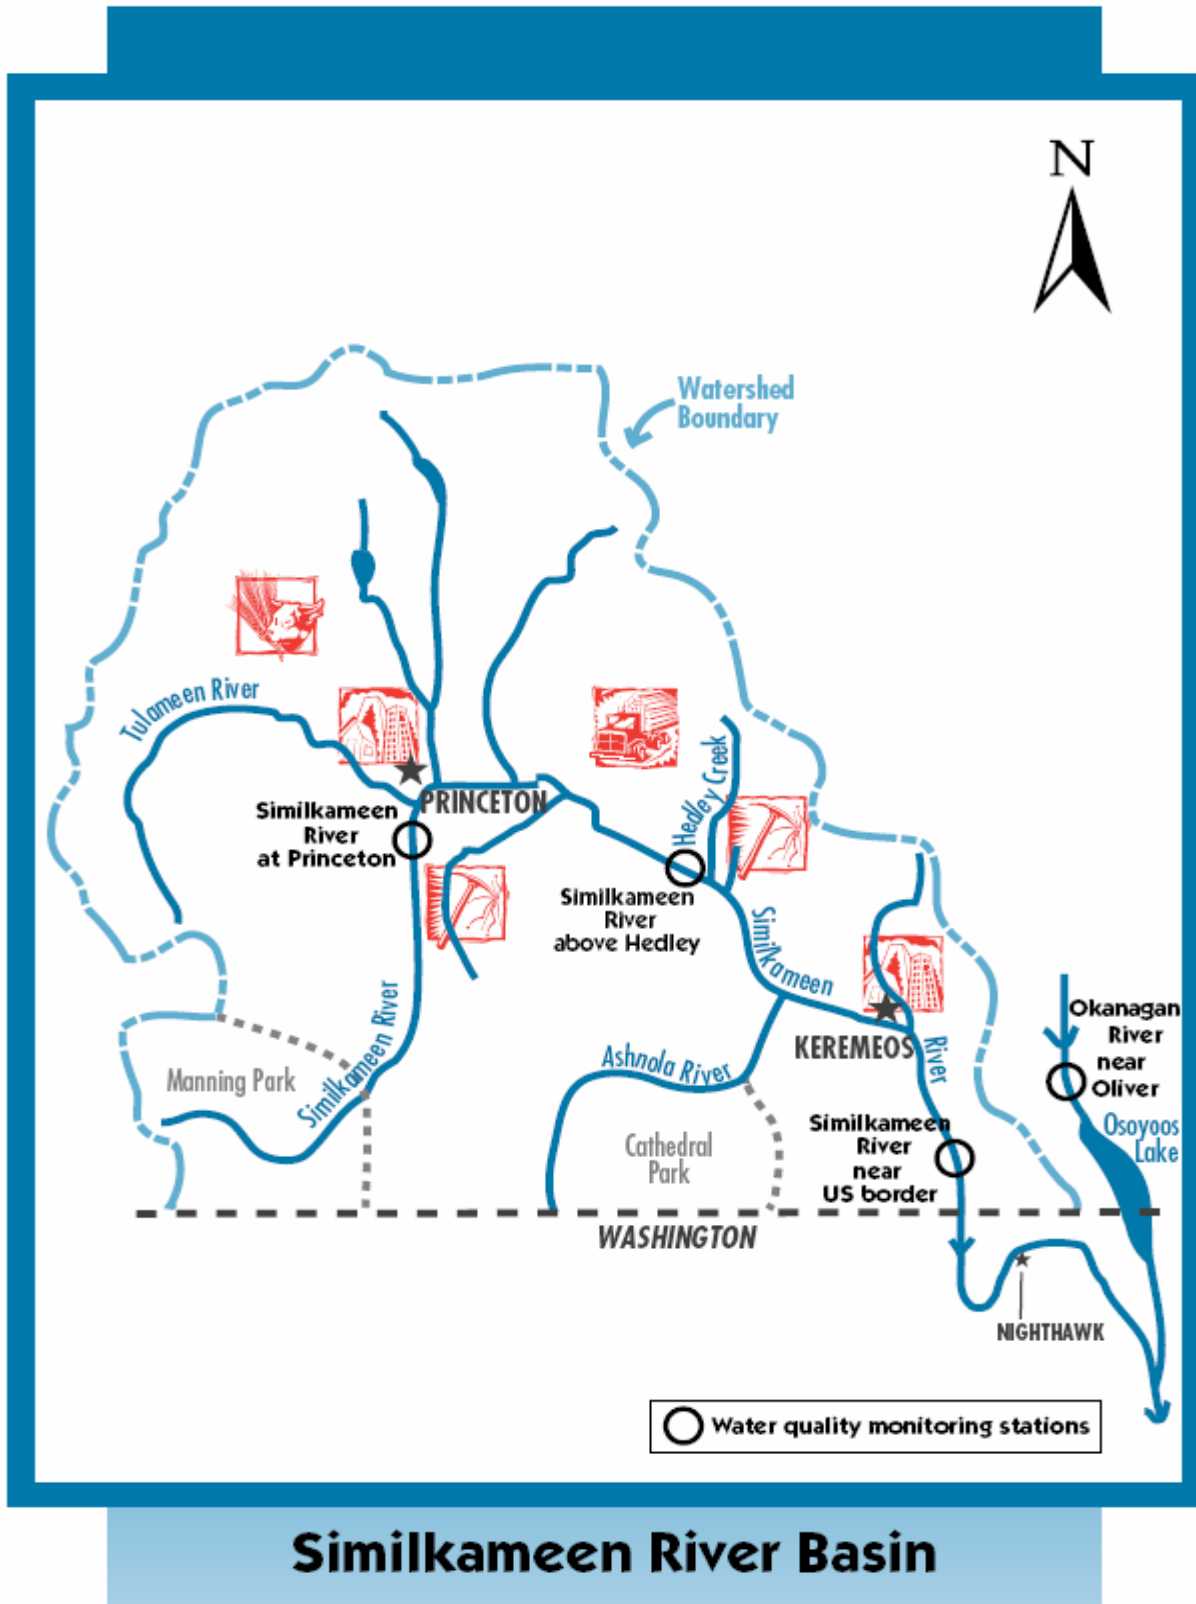 N
Watershed
Boundary
Tulameen River
PRINCETON
Similkameen
River
at Princeton
Hedley Creek
Similkameen
River
above Hedley
Similkameen
River
KEREMEOS
Okanagan
River
near
Oliver
Osoyoos
Lake
Manning Park
Similkameen River
Ashnola River
Cathedral
Park
Similkameen
River
near
US border
WASHINGTON
NIGHTHAWK
Water quality monitoring stations
Similkameen River Basin